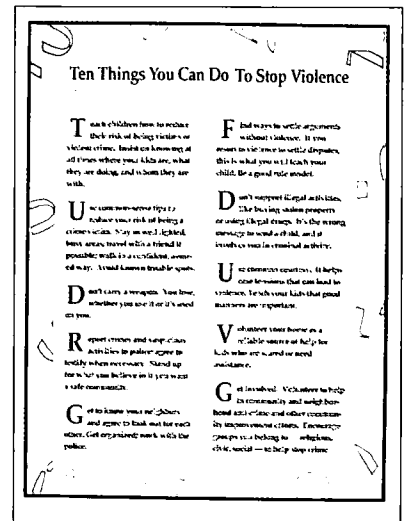 Ten Things You Can Do To Stop Violence
Teach children how to reduce
their risk of being victims of
violent crime. Insist on knowing at
all times where your kids are, what
they are doing, and whom they are
with.
Use common-sense tips to
reduce your risk of being a
crime victim. Stay in well-lighted,
busy areas; travel with a friend if
possible; walk in a confident, assur-
ed way. Avoid known trouble spots.
Don't carry a weapon. You lose,
whether you use it or it's used
on you.
Report crimes and suspicious
activities to police; agree to
testify when necessary. Stand up
for what you believe in if you want
a safe community.
Get to know your neighbors
and agree to look out for each
other. Get organized; work with the
police.
Find ways to settle arguments
without violence. If you
resort to violence to settle disputes,
this is what you will teach your
child. Be a good role model.
Don't support illegal activities,
like buying stolen property
or using illegal drugs. It's the wrong
message to send a child, and it
involves you in criminal activity.
Use common courtesy. It helps
ease tensions that can lead to
violence. Teach your kids that good
manners are important.
Volunteer your home as a
reliable source of help for
kids who are scared or need
assistance.
Get involved. Volunteer to help
in community and neighbor-
hood anti-crime and other commun-
ity improvement efforts. Encourage
groups you belong to — religious,
civic, social — to help stop crime